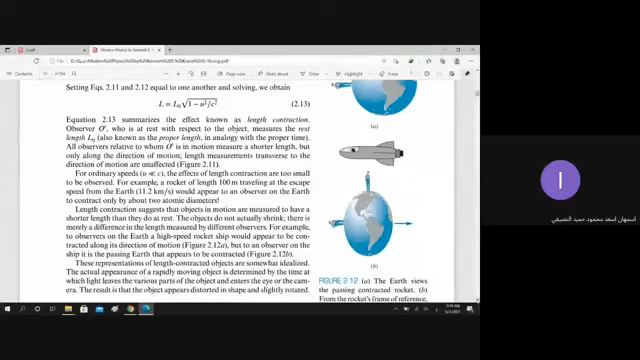 Setting Eqs. 2.11 and 2.12 equal to one another and solving, we obtain
L = L₀√1 − u²/c² (2.13)
Equation 2.13 summarizes the effect known as length contraction.
Observer O′, who is at rest with respect to the object, measures the rest
length L₀ (also known as the proper length, in analogy with the proper time).
All observers relative to whom O′ is in motion measure a shorter length, but
only along the direction of motion; length measurements transverse to
the direction of motion are unaffected (Figure 2.11).
For ordinary speeds (u ≪ c), the effects of length contraction are too small
to be observed. For example, a rocket of length 100 m traveling at the escape
speed from the Earth (11.2 km/s) would appear to an observer on the Earth
to contract only by about two atomic diameters!
Length contraction suggests that objects in motion are measured to have a
shorter length than they do at rest. The objects do not actually shrink; there
is merely a difference in the length measured by different observers. For
example, to observers on Earth a high-speed rocket ship would appear to be con-
tracted along its direction of motion (Figure 2.12a), but to an observer on
the ship it is the passing Earth that appears to be contracted (Figure 2.12b).
These representations of length-contracted objects are somewhat idealized.
The actual appearance of a rapidly moving object is determined by the time at
which light leaves the various parts of the object and enters the eye or the cam-
era. The result is that the object appears distorted in shape and slightly rotated.
(a)
(b)
FIGURE 2.12 (a) The Earth views
the passing contracted rocket. (b)
From the rocket's frame of reference,
Contents
Page view
Read aloud
Add text
Draw
Highlight
Erase
I
اسمهان اسعد محمود حميد النصيفي